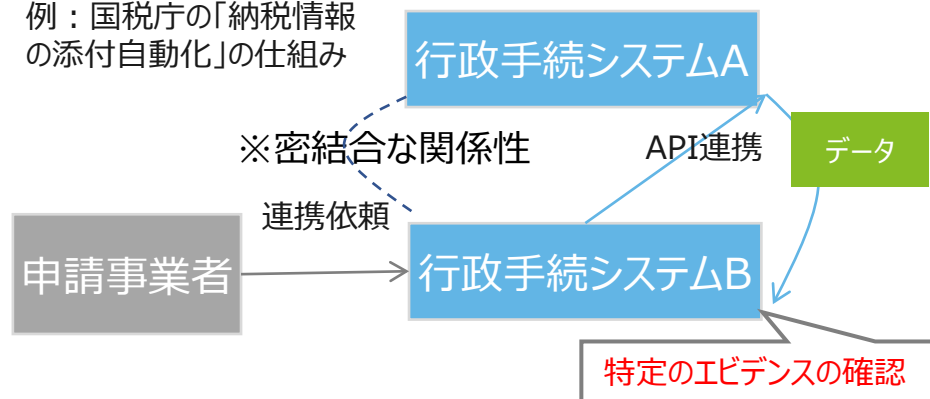 例：国税庁の「納税情報
の添付自動化」の仕組み
行政手続システムA
※密結合な関係性
API連携
データ
連携依頼
申請事業者
行政手続システムB
特定のエビデンスの確認